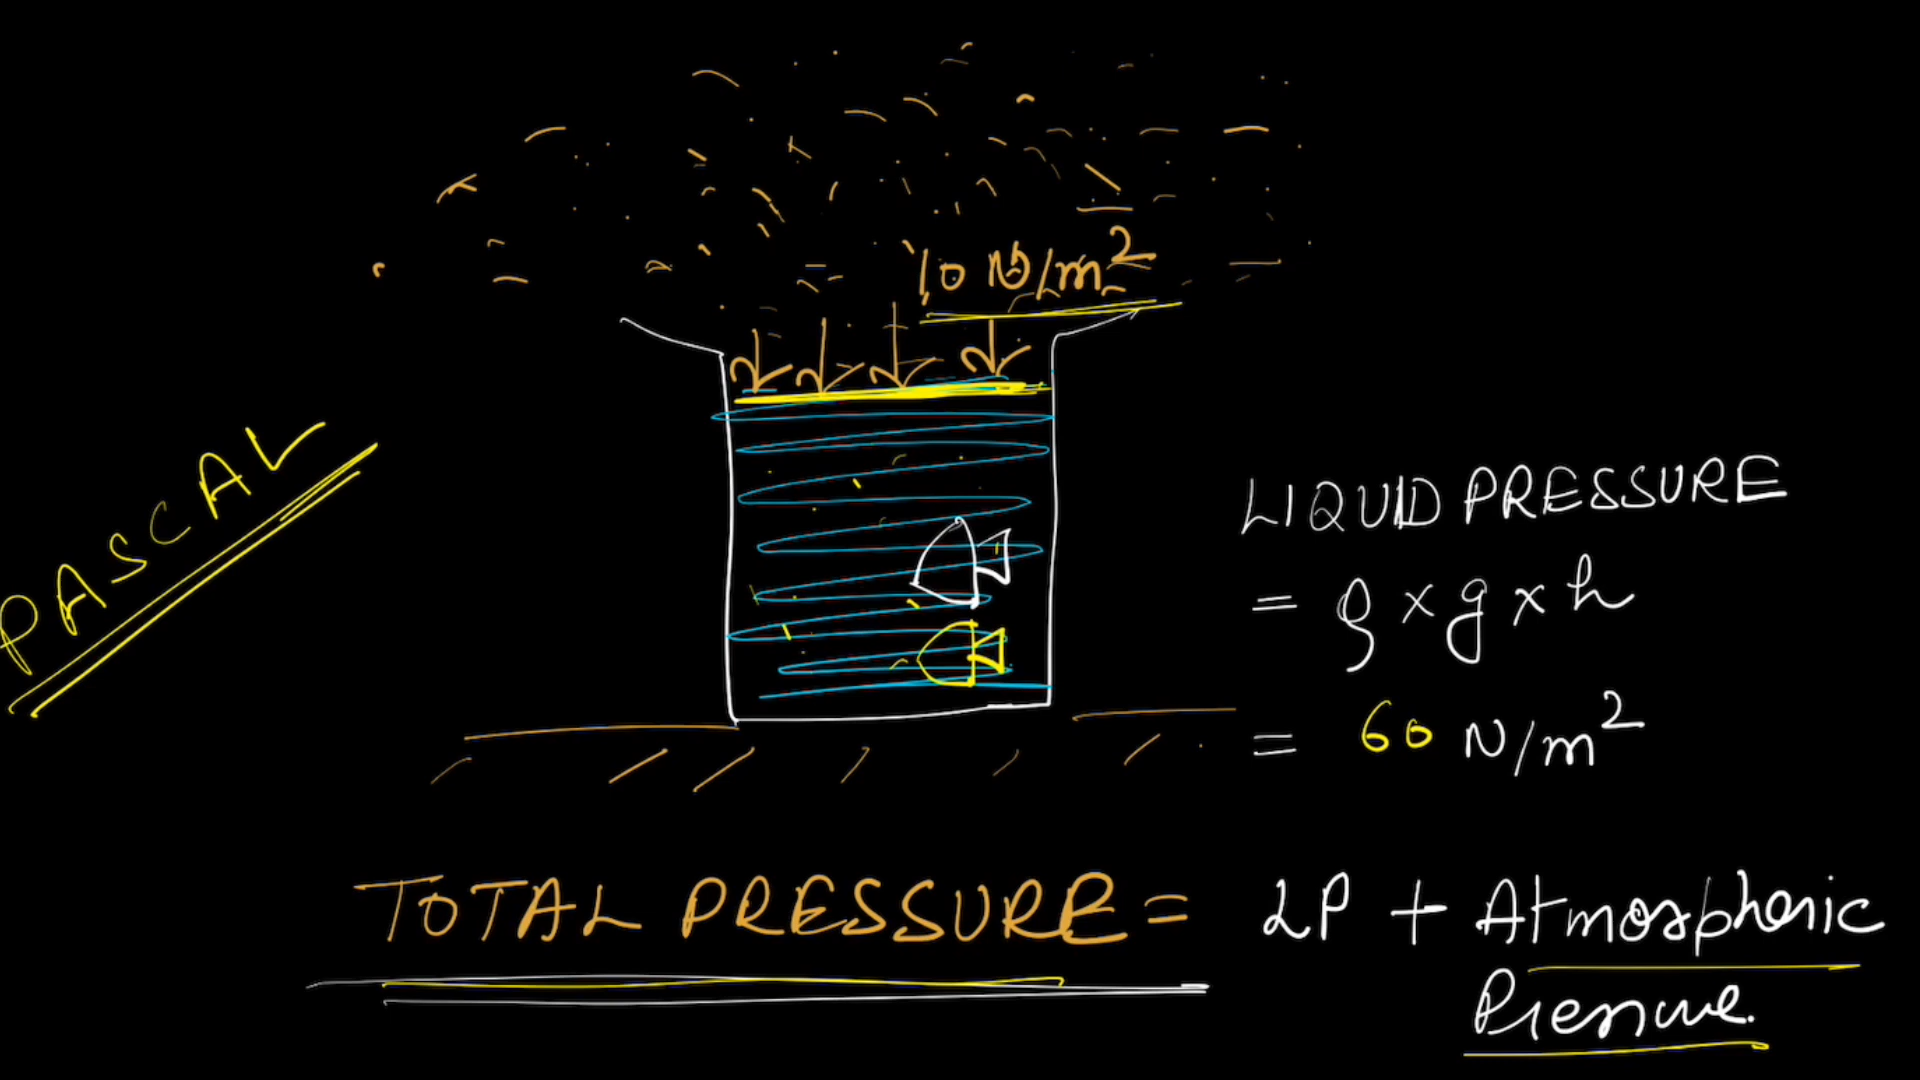 10 N/m²
PASCAL
LIQUID PRESSURE
= ρ × g × h
= 60 N/m²
TOTAL PRESSURE = LP + Atmospheric
Pressure.